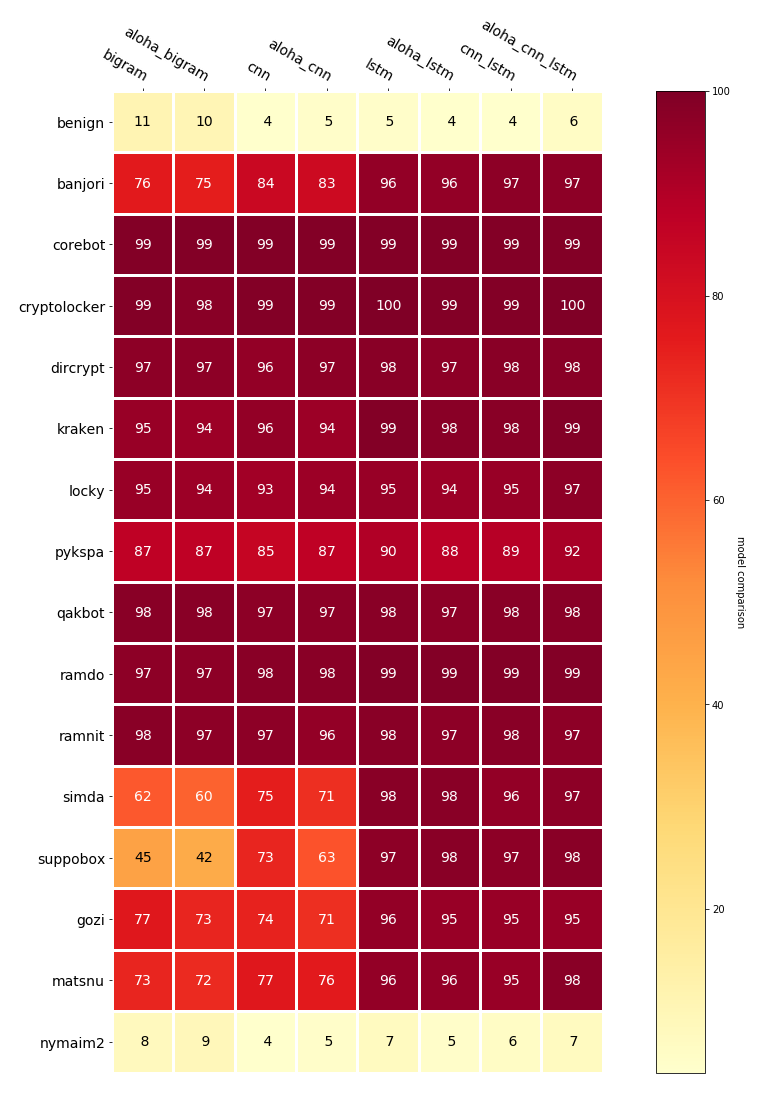 bigram aloha_bigram cnn aloha_cnn lstm aloha_lstm cnn_lstm aloha_cnn_lstm
benign 11 10 4 5 5 4 4 6
banjori 76 75 84 83 96 96 97 97
corebot 99 99 99 99 99 99 99 99
cryptolocker 99 98 99 99 100 99 99 100
dircrypt 97 97 96 97 98 97 98 98
kraken 95 94 96 94 99 98 98 99
locky 95 94 93 94 95 94 95 97
pykspa 87 87 85 87 90 88 89 92
qakbot 98 98 97 97 98 97 98 98
ramdo 97 97 98 98 99 99 99 99
ramnit 98 97 97 96 98 97 98 97
simda 62 60 75 71 98 98 96 97
suppobox 45 42 73 63 97 98 97 98
gozi 77 73 74 71 96 95 95 95
matsnu 73 72 77 76 96 96 95 98
nymaim2 8 9 4 5 7 5 6 7
100
80
60
40
20
model comparison